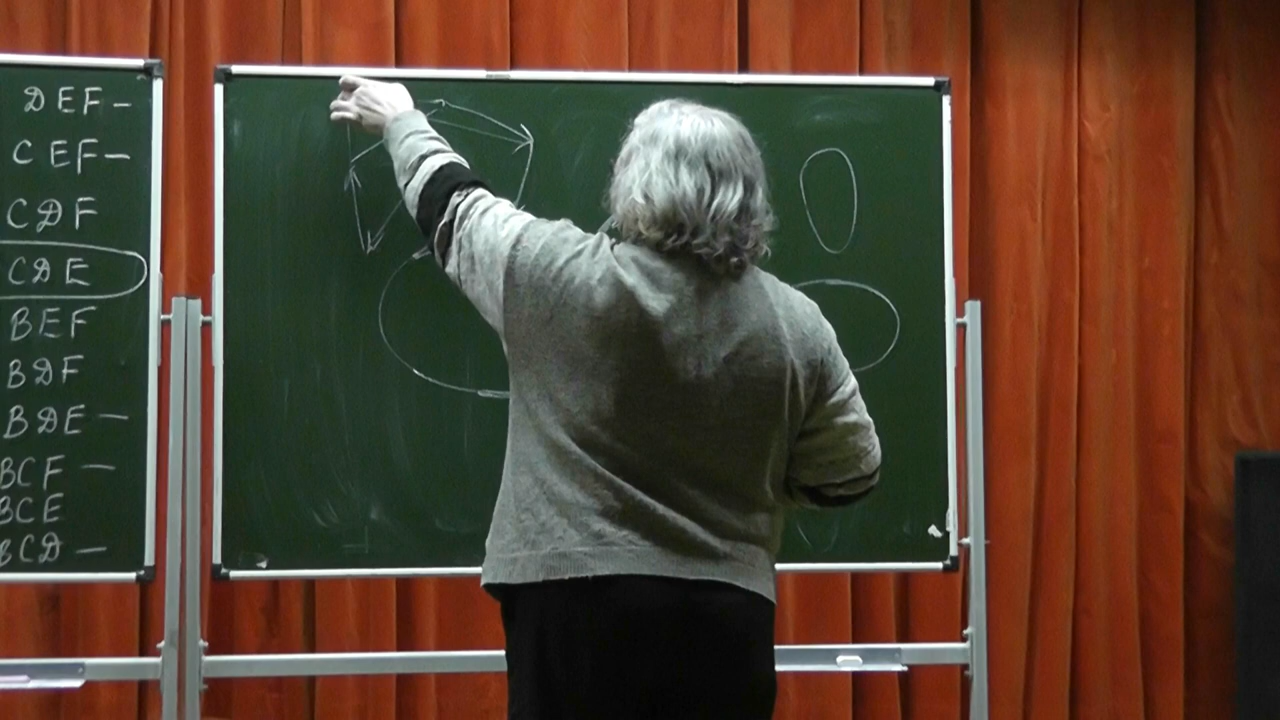 DEF –
CEF –
CDF
CDE
BEF
BDF
BDE –
BCF –
BCE
BCD –